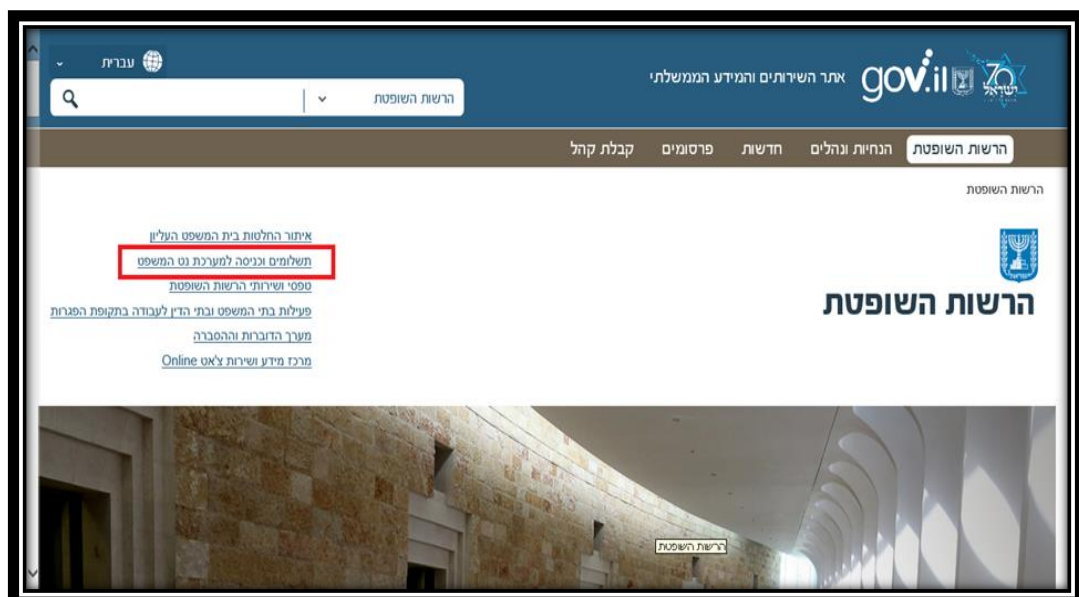 עברית
70
ישראל
gov.il
אתר השירותים והמידע הממשלתי
הרשות השופטת
הרשות השופטת
הנחיות ונהלים
חדשות
פרסומים
קבלת קהל
הרשות השופטת
הרשות השופטת
איתור החלטות בית המשפט העליון
תשלומים וכניסה למערכת נט המשפט
טפסי ושירותי הרשות השופטת
פעילות בתי המשפט ובתי הדין לעבודה בתקופת הפגרות
מערך הדוברות וההסברה
מרכז מידע ושירות צ'אט Online
הרשות השופטת